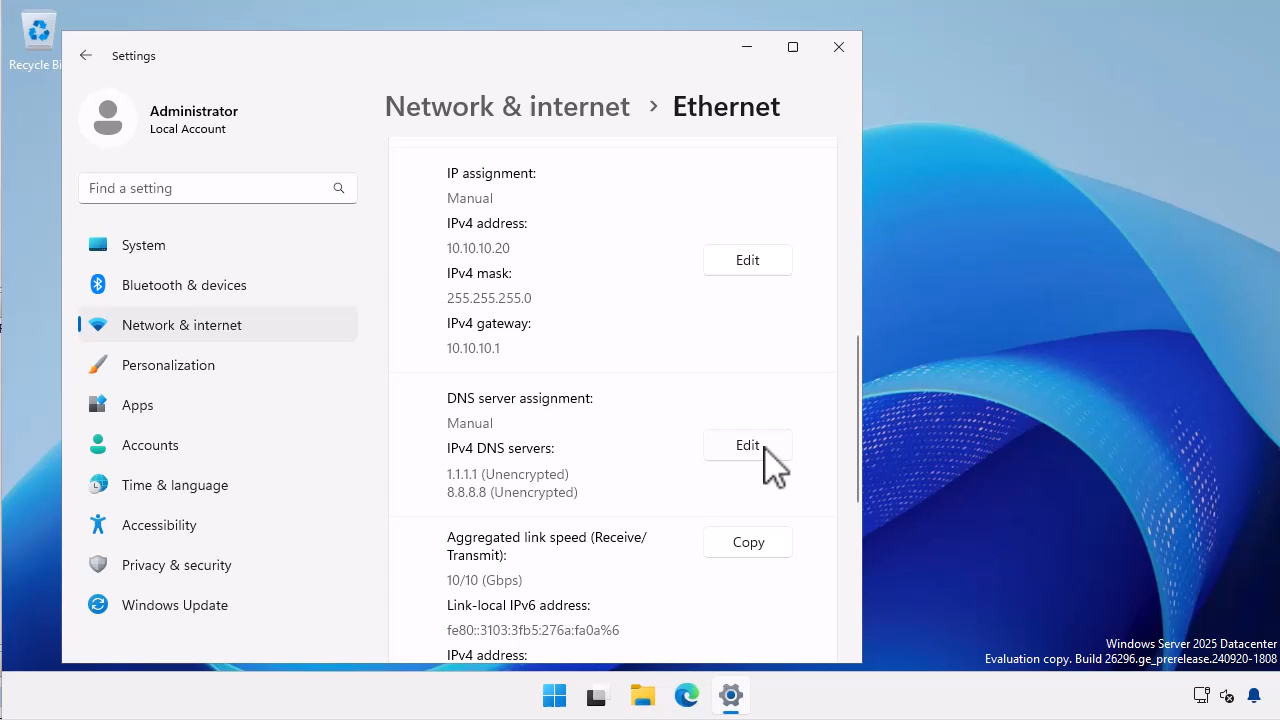 Recycle Bi
Settings
Administrator
Local Account
Find a setting
System
Bluetooth & devices
Network & internet
Personalization
Apps
Accounts
Time & language
Accessibility
Privacy & security
Windows Update
Network & internet > Ethernet
IP assignment:
Manual
IPv4 address:
10.10.10.20
IPv4 mask:
255.255.255.0
IPv4 gateway:
10.10.10.1
Edit
DNS server assignment:
Manual
IPv4 DNS servers:
1.1.1.1 (Unencrypted)
8.8.8.8 (Unencrypted)
Edit
Aggregated link speed (Receive/
Transmit):
10/10 (Gbps)
Link-local IPv6 address:
fe80::3103:3fb5:276a:fa0a%6
IPv4 address:
Copy
Windows Server 2025 Datacenter
Evaluation copy. Build 26296.ge_prerelease.240920-1808